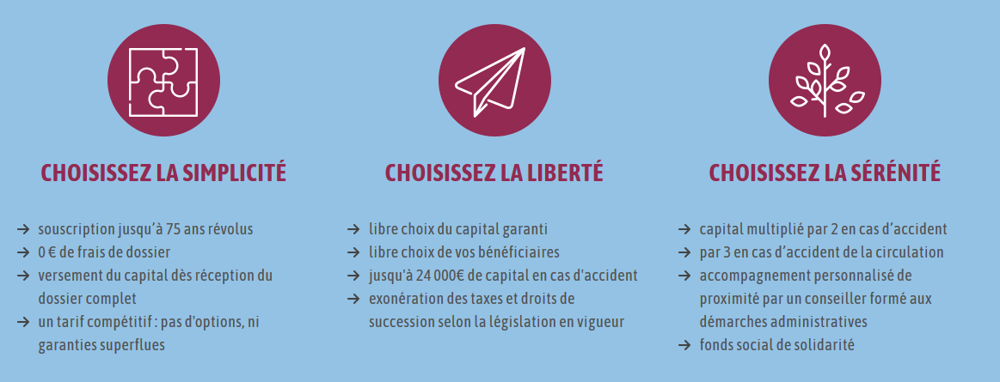 CHOISISSEZ LA SIMPLICITÉ
→ souscription jusqu’à 75 ans révolus
→ 0 € de frais de dossier
→ versement du capital dès réception du
dossier complet
→ un tarif compétitif : pas d'options, ni
garanties superflues
CHOISISSEZ LA LIBERTÉ
→ libre choix du capital garanti
→ libre choix de vos bénéficiaires
→ jusqu'à 24 000€ de capital en cas d'accident
→ exonération des taxes et droits de
succession selon la législation en vigueur
CHOISISSEZ LA SÉRÉNITÉ
→ capital multiplié par 2 en cas d’accident
→ par 3 en cas d’accident de la circulation
→ accompagnement personnalisé de
proximité par un conseiller formé aux
démarches administratives
→ fonds social de solidarité